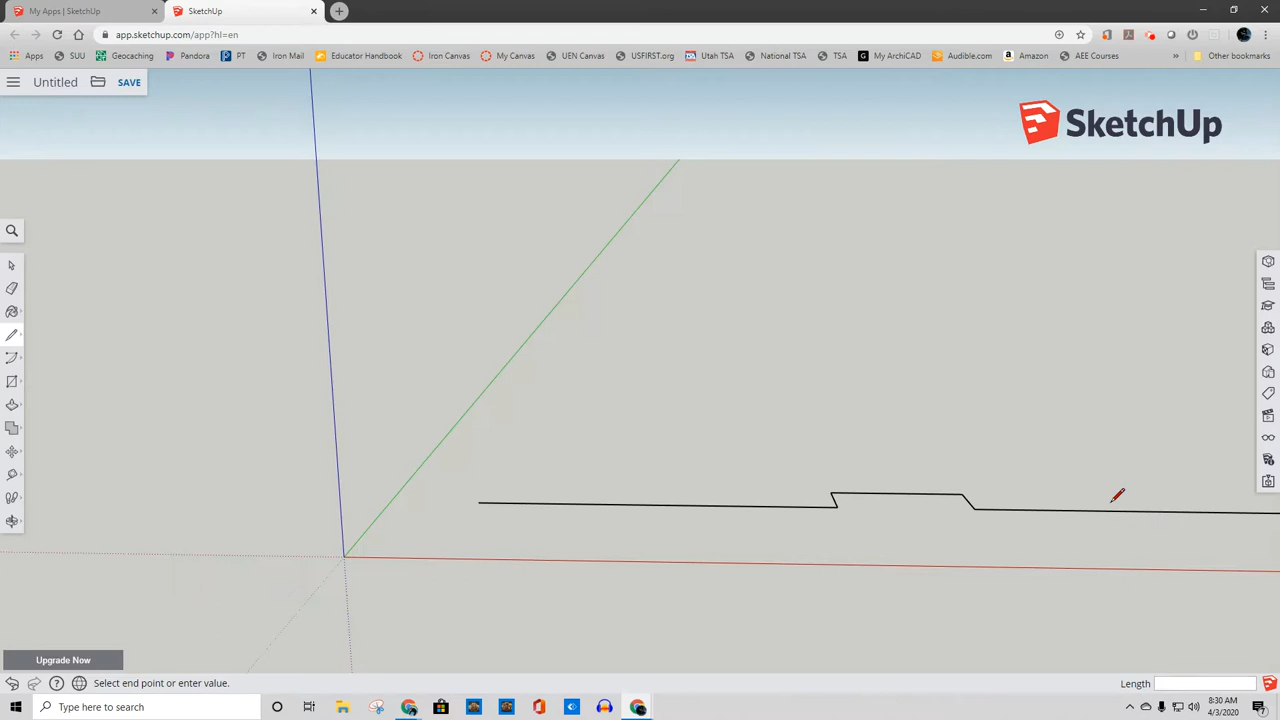 My Apps | SketchUp
SketchUp
app.sketchup.com/app?hl=en
Apps
SUU
Geocaching
Pandora
PT
Iron Mail
Educator Handbook
Iron Canvas
My Canvas
UEN Canvas
USFIRST.org
Utah TSA
National TSA
TSA
My ArchiCAD
Audible.com
Amazon
AEE Courses
»
Other bookmarks
Untitled
SAVE
SketchUp
Upgrade Now
Select end point or enter value.
Length
Type here to search
8:30 AM
4/3/2020